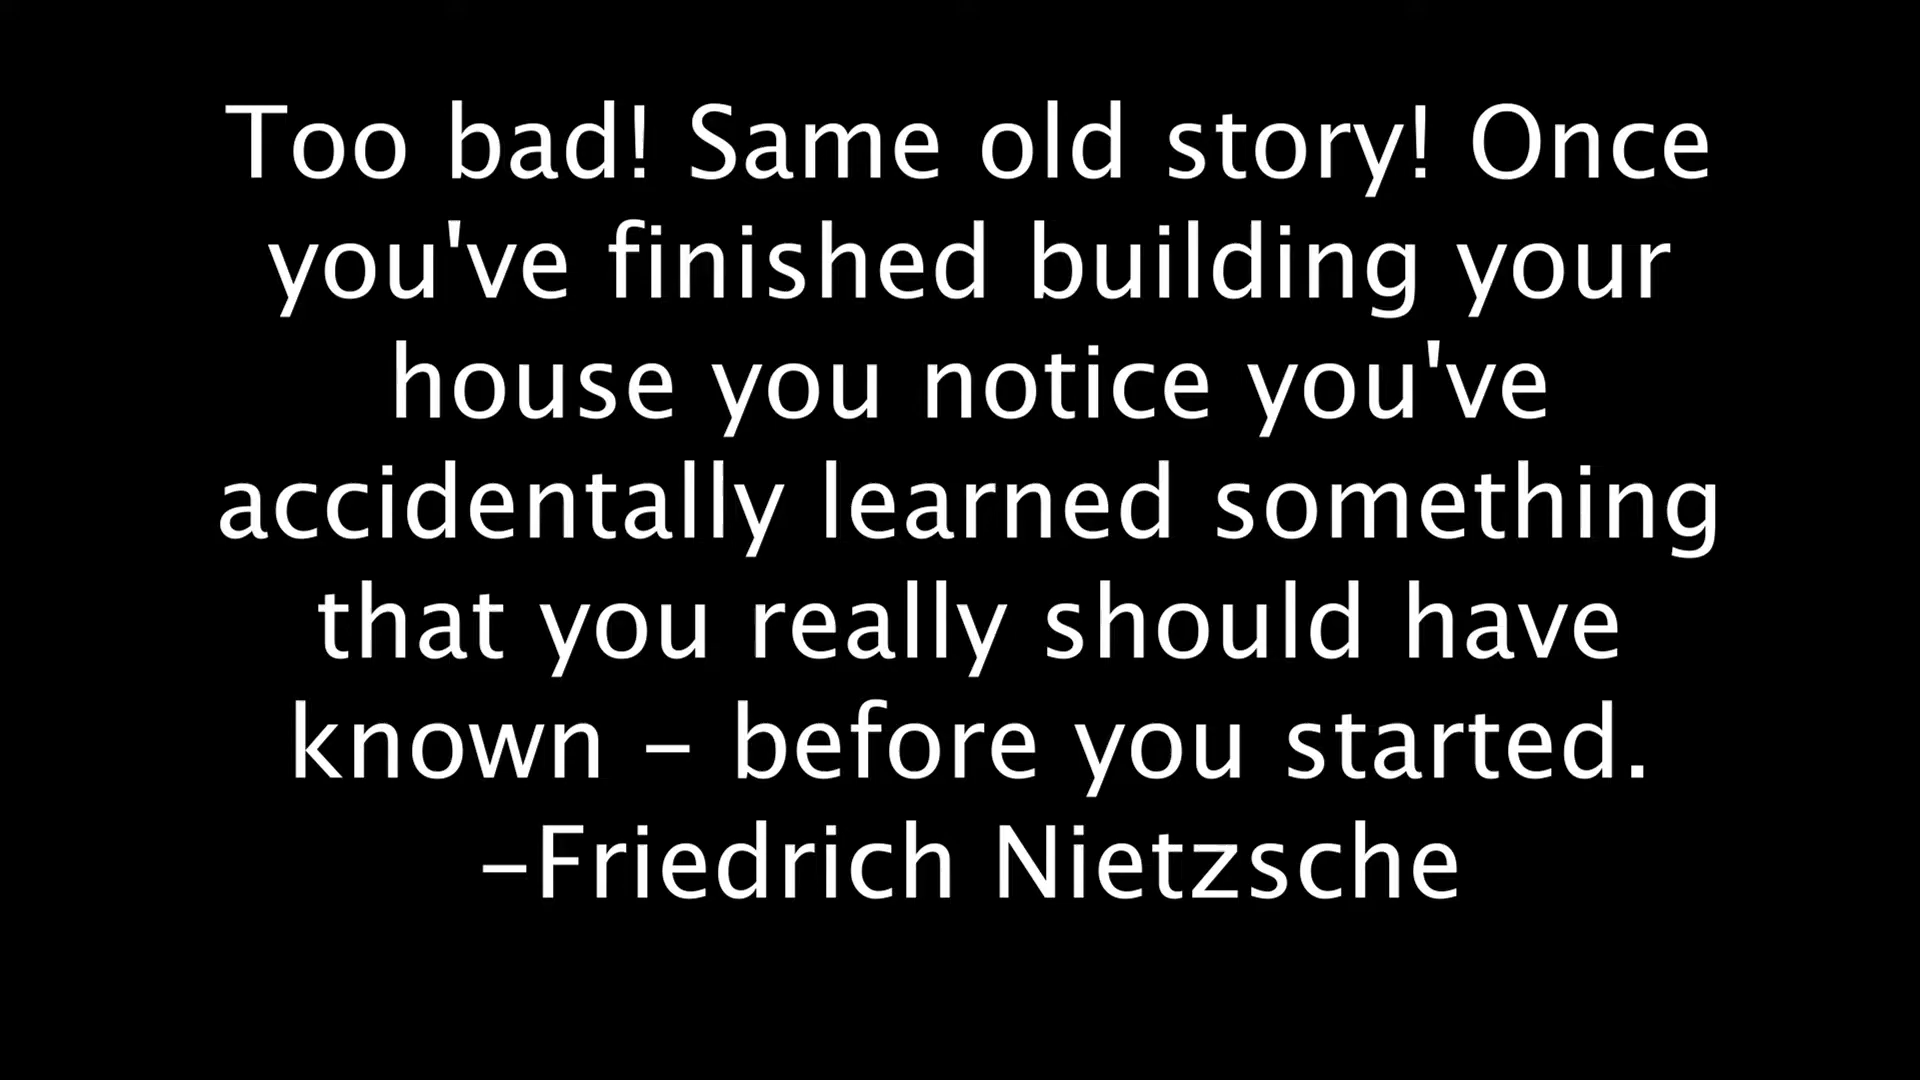 Too bad! Same old story! Once
you've finished building your
house you notice you've
accidentally learned something
that you really should have
known – before you started.
–Friedrich Nietzsche